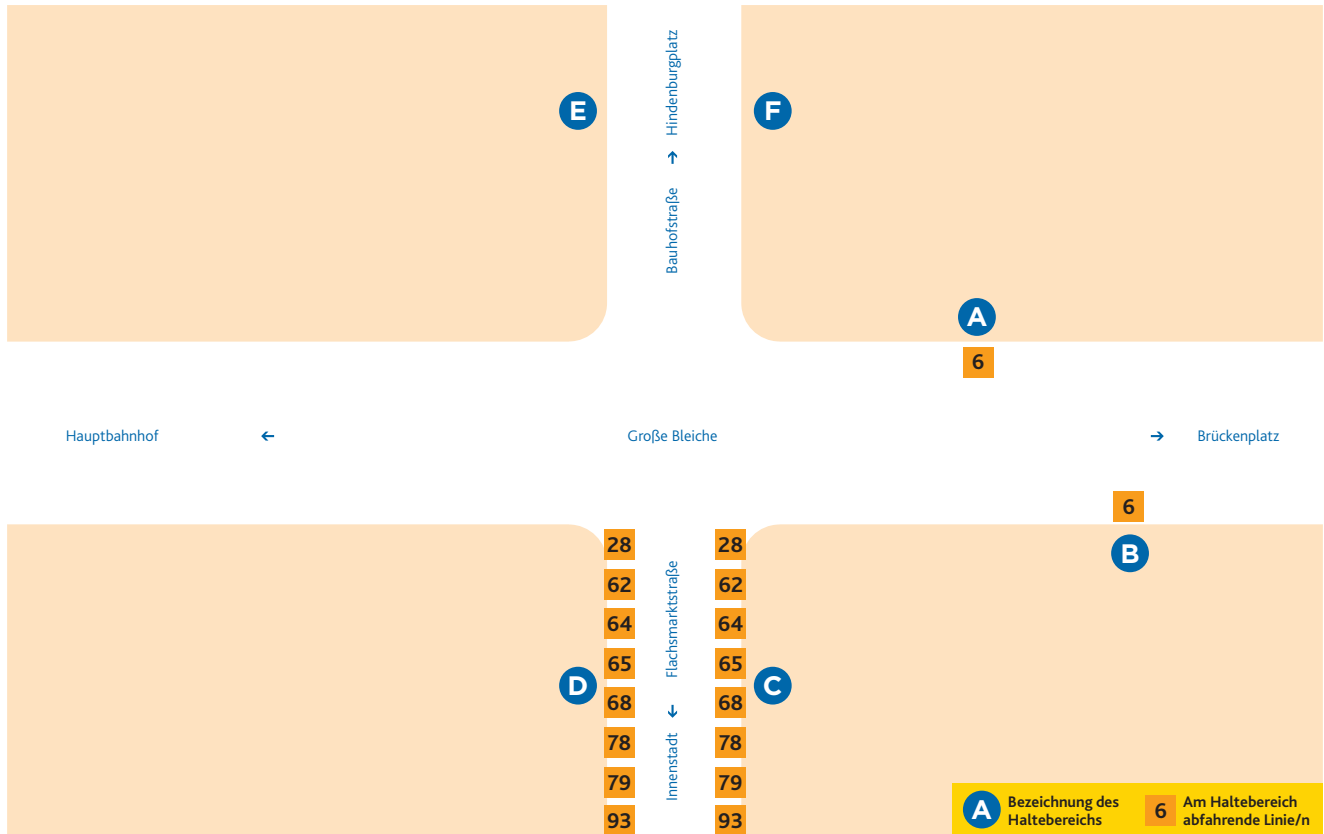 Hindenburgplatz
↑
Bauhofstraße
E
F
A
6
Hauptbahnhof ← Große Bleiche → Brückenplatz
6
B
28 28
62 62
64 64
65 65
68 68
78 78
79 79
93 93
D
C
Flachsmarktstraße
↓
Innenstadt
A Bezeichnung des
Haltebereichs
6 Am Haltebereich
abfahrende Linie/n